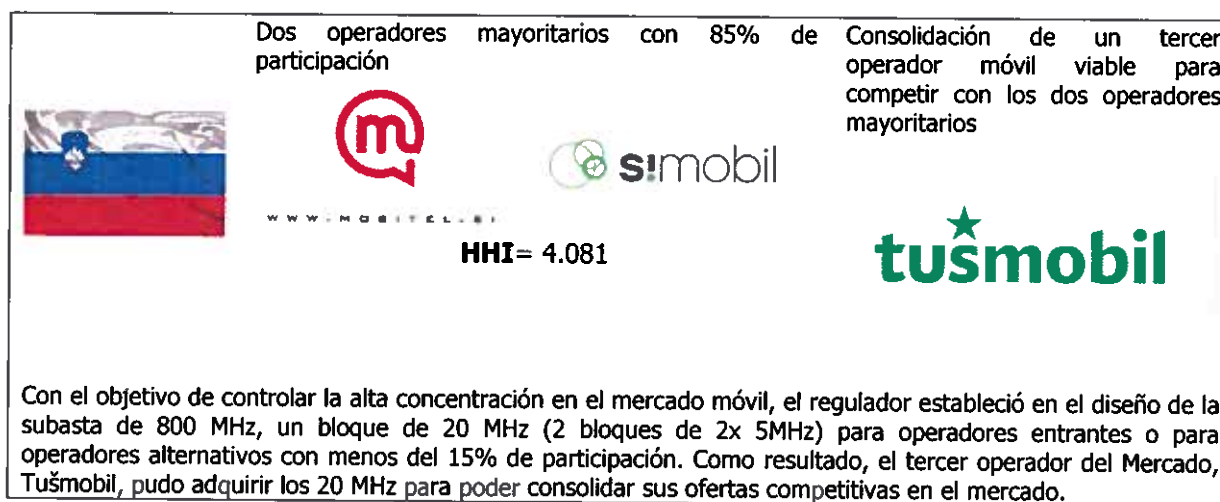 Dos operadores mayoritarios con 85% de
participación
Consolidación de un tercer
operador móvil viable para
competir con los dos operadores
mayoritarios
m
WWW.MOBITEL.SI
s!mobil
HHI= 4.081
tušmobil
Con el objetivo de controlar la alta concentración en el mercado móvil, el regulador estableció en el diseño de la
subasta de 800 MHz, un bloque de 20 MHz (2 bloques de 2x 5MHz) para operadores entrantes o para
operadores alternativos con menos del 15% de participación. Como resultado, el tercer operador del Mercado,
Tušmobil, pudo adquirir los 20 MHz para poder consolidar sus ofertas competitivas en el mercado.